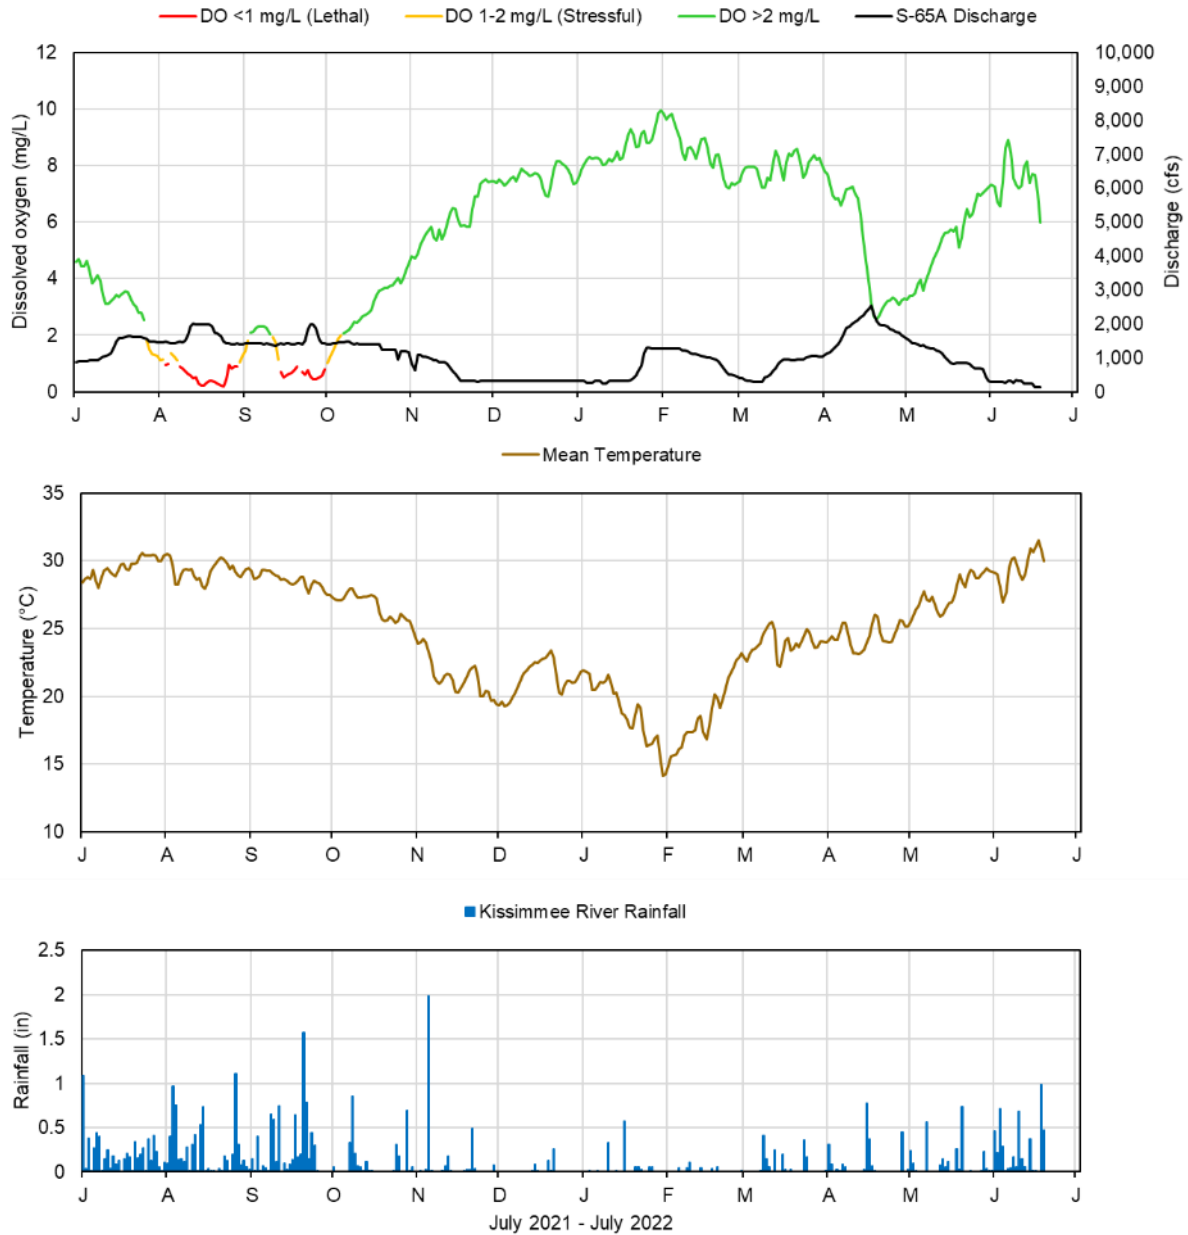 DO <1 mg/L (Lethal) DO 1-2 mg/L (Stressful) DO >2 mg/L S-65A Discharge
12 10,000
9,000
10 8,000
7,000
8
6,000
6 5,000
4,000
4
3,000
2 2,000
1,000
0 0
Dissolved oxygen (mg/L)
Discharge (cfs)
J A S O N D J F M A M J J
Mean Temperature
35
30
25
20
15
10
Temperature (°C)
J A S O N D J F M A M J J
Kissimmee River Rainfall
2.5
2
1.5
1
0.5
0
Rainfall (in)
J A S O N D J F M A M J J
July 2021 - July 2022